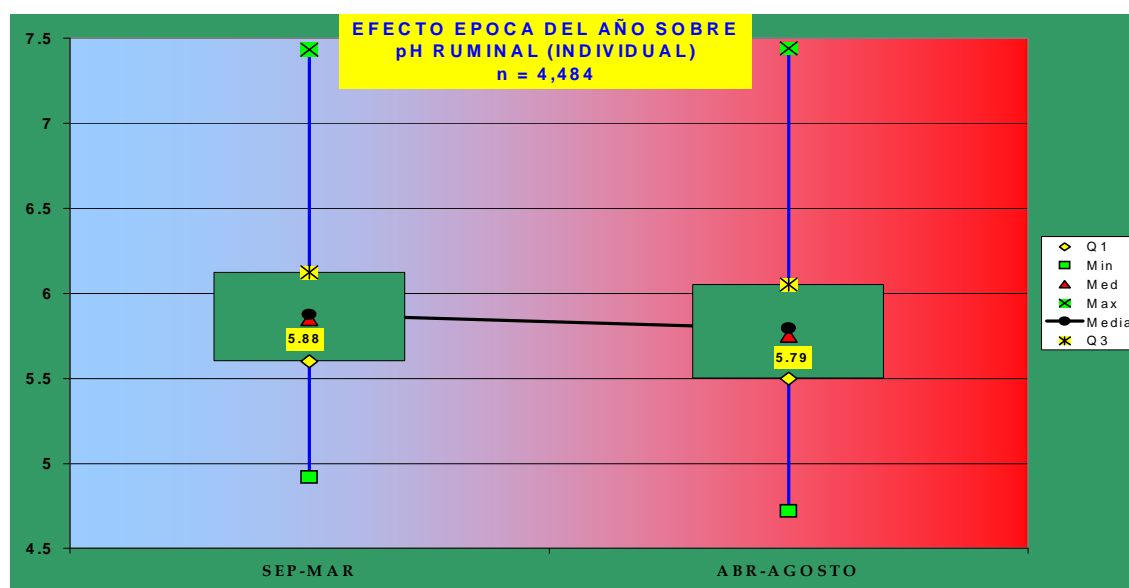 EFECTO EPOCA DEL AÑO SOBRE
pH RUMINAL (INDIVIDUAL)
n = 4,484
7.5
7
6.5
6
5.5
5
4.5
5.88
5.79
SEP-MAR
ABR-AGOSTO
Q1
Min
Med
Max
Media
Q3